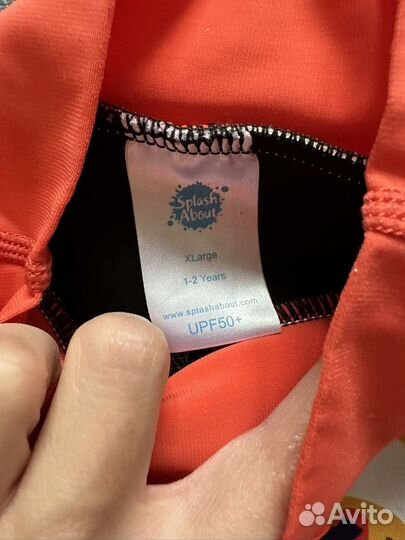 Splash
About
XLarge
1-2 Years
www.splashabout.com
UPF50+
Avito